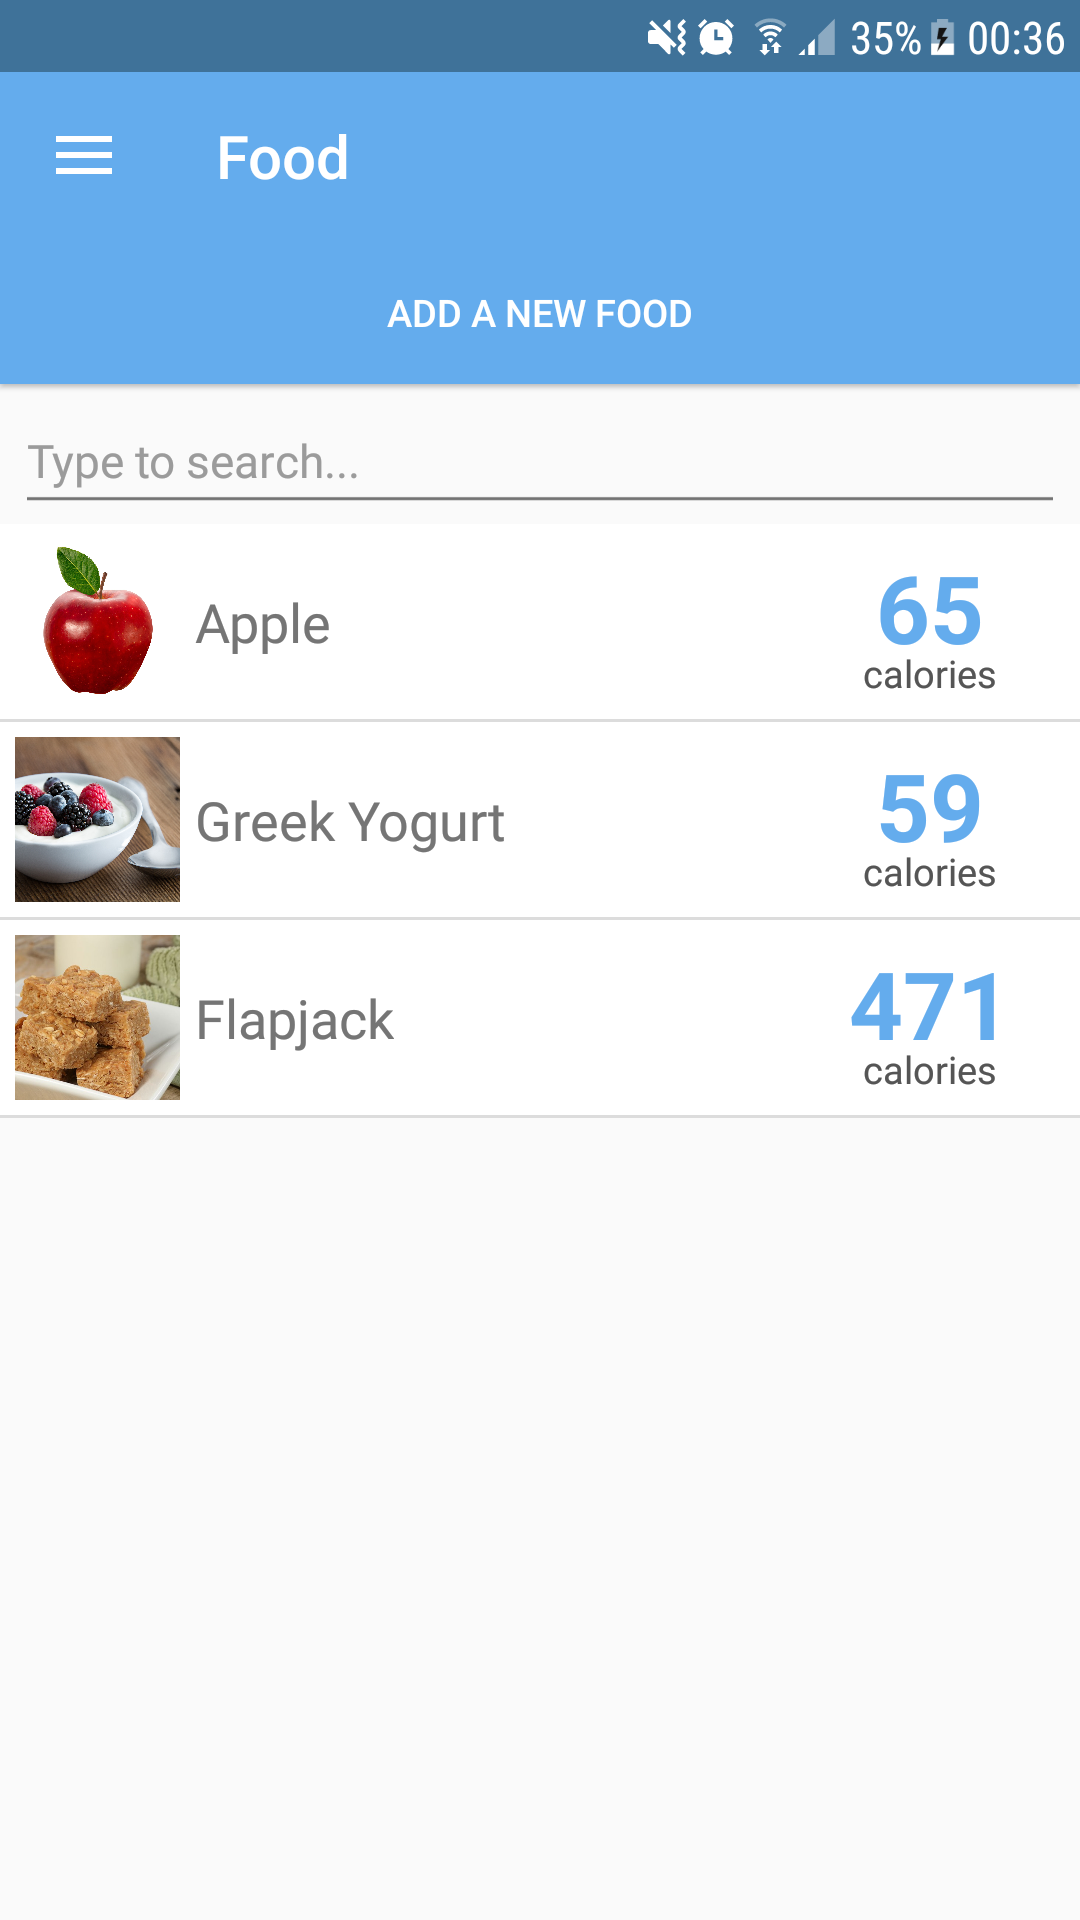 35% 00:36
Food
ADD A NEW FOOD
Type to search...
Apple
65
calories
Greek Yogurt
59
calories
Flapjack
471
calories